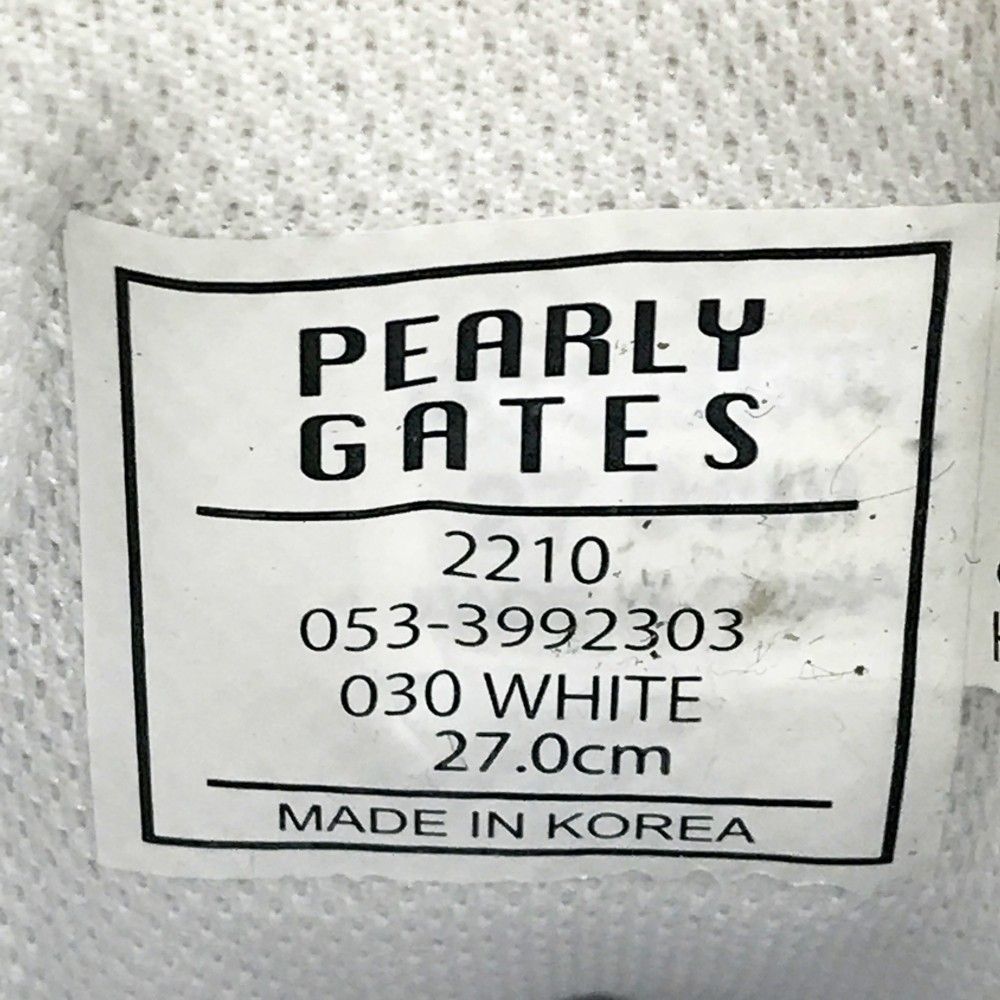 PEARLY
GATES
2210
053-3992303
030 WHITE
27.0cm
MADE IN KOREA